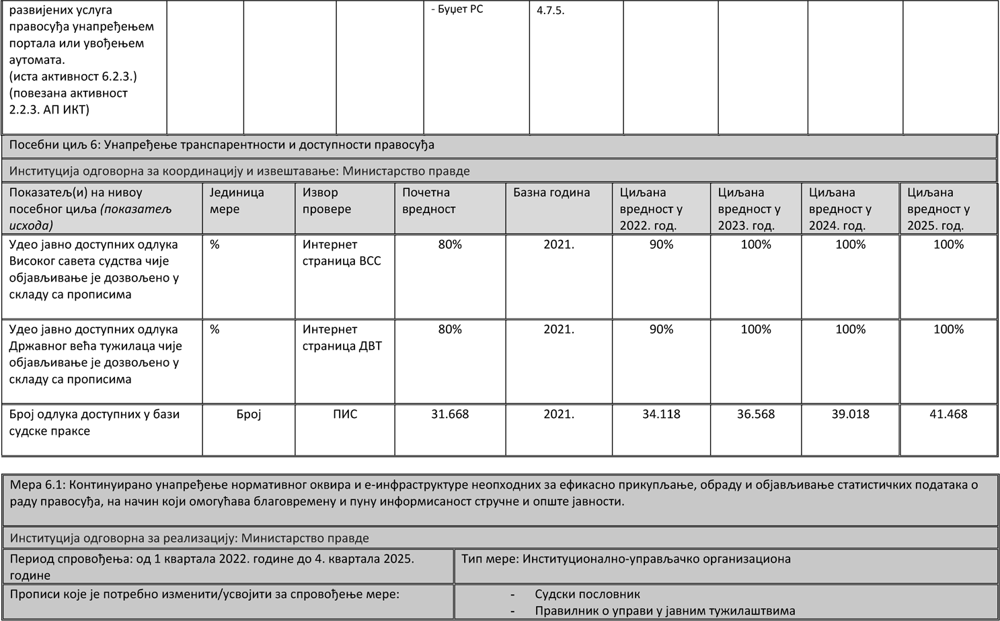 развијених услуга
правосуђа унапређењем
портала или увођењем
аутомата.
(иста активност 6.2.3.)
(повезана активност
2.2.3. АП ИКТ)
- Буџет РС
4.7.5.
Посебни циљ 6: Унапређење транспарентности и доступности правосуђа
Институција одговорна за координацију и извештавање: Министарство правде
Показатељ(и) на нивоу
посебног циља (показатељ
исхода)
Јединица
мере
Извор
провере
Почетна
вредност
Базна година
Циљана
вредност у
2022. год.
Циљана
вредност у
2023. год.
Циљана
вредност у
2024. год.
Циљана
вредност у
2025. год.
Удео јавно доступних одлука
Високог савета судства чије
објављивање је дозвољено у
складу са прописима
%
Интернет
страница ВСС
80%
2021.
90%
100%
100%
100%
Удео јавно доступних одлука
Државног већа тужилаца чије
објављивање је дозвољено у
складу са прописима
%
Интернет
страница ДВТ
80%
2021.
90%
100%
100%
100%
Број одлука доступних у бази
судске праксе
Број
ПИС
31.668
2021.
34.118
36.568
39.018
41.468
Мера 6.1: Континуирано унапређење нормативног оквира и е-инфраструктуре неопходних за ефикасно прикупљање, обраду и објављивање статистичких података о
раду правосуђа, на начин који омогућава благовремену и пуну информисаност стручне и опште јавности.
Институција одговорна за реализацију: Министарство правде
Период спровођења: од 1 квартала 2022. године до 4. квартала 2025.
године
Тип мере: Институционално-управљачко организациона
Прописи које је потребно изменити/усвојити за спровођење мере:
- Судски пословник
- Правилник о управи у јавним тужилаштвима